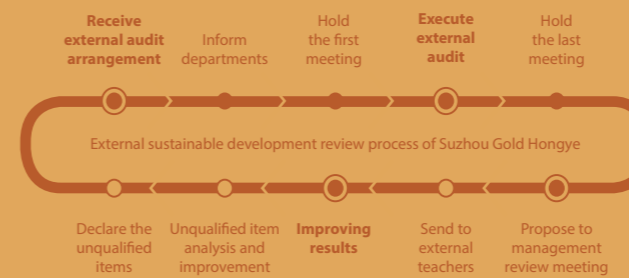 Receive
external audit
arrangement
Inform
departments
Hold
the first
meeting
Execute
external
audit
Hold
the last
meeting
External sustainable development review process of Suzhou Gold Hongye
Declare the
unqualified
items
Unqualified item
analysis and
improvement
Improving
results
Send to
external
teachers
Propose to
management
review meeting